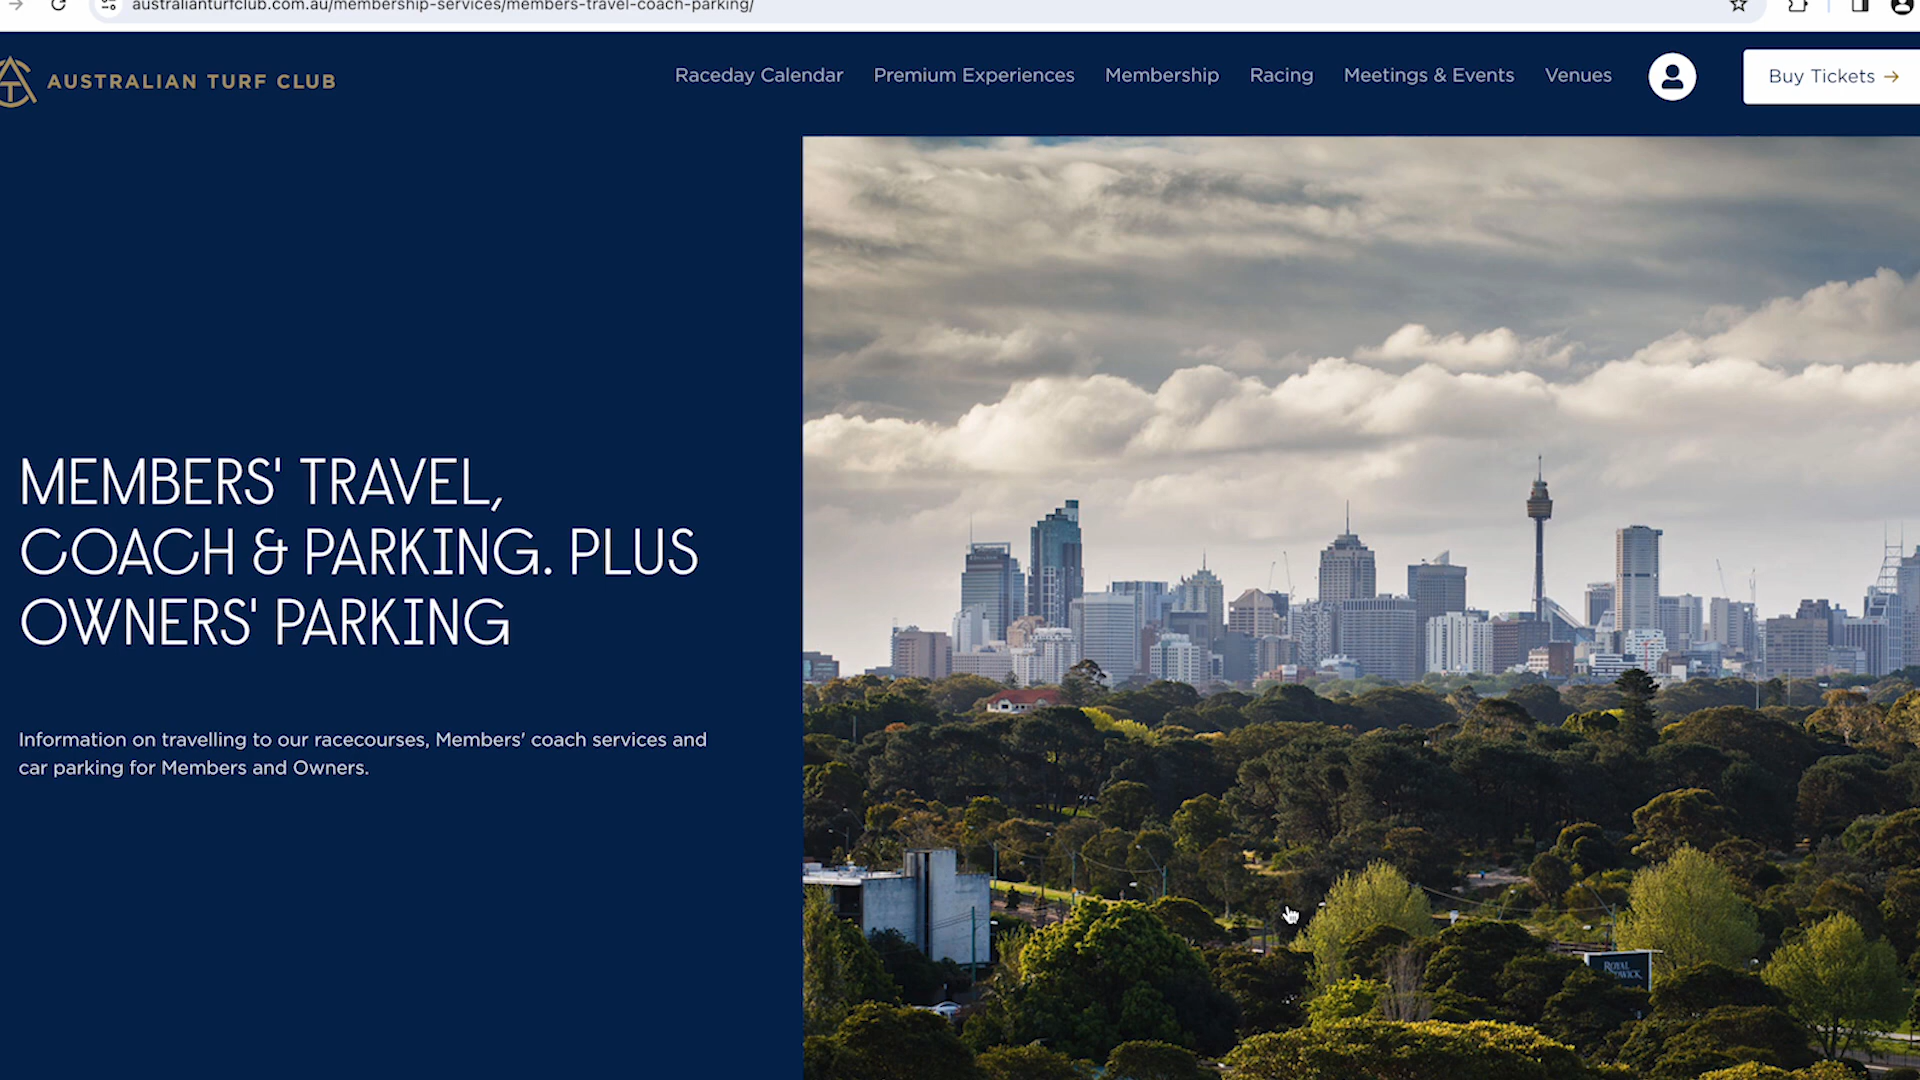 australianturfclub.com.au/membership-services/members-travel-coach-parking/
AUSTRALIAN TURF CLUB
Raceday Calendar
Premium Experiences
Membership
Racing
Meetings & Events
Venues
Buy Tickets →
MEMBERS' TRAVEL,
COACH & PARKING. PLUS
OWNERS' PARKING
Information on travelling to our racecourses, Members' coach services and
car parking for Members and Owners.
ROYAL